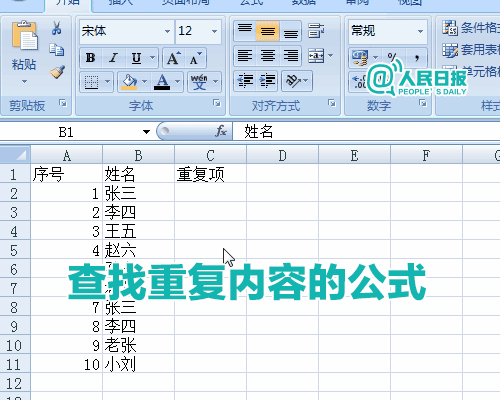 开始 插入 页面布局 公式 数据 审阅 视图
宋体 12 常规 条件格式
粘贴 B I U A A 套用表格
单元格样
剪贴板 字体 对齐方式 数字 样式
人民日报
PEOPLE'S DAILY
B1 fx 姓名
A B C D E F G
1 序号 姓名 重复项
2 1 张三
3 2 李四
4 3 王五
5 4 赵六
6
7
查找重复内容的公式
8 7 张三
9 8 李四
10 9 老张
11 10 小刘
12